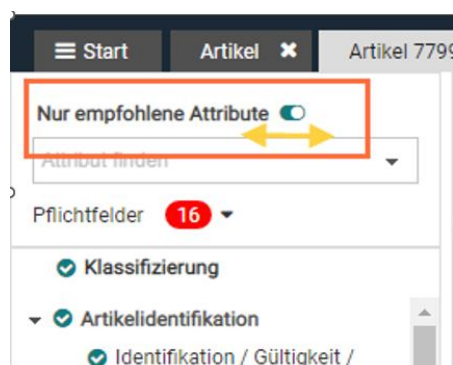 Start Artikel Artikel 7799
Nur empfohlene Attribute
Attribut finden
Pflichtfelder 16
Klassifizierung
Artikelidentifikation
Identifikation / Gültigkeit /